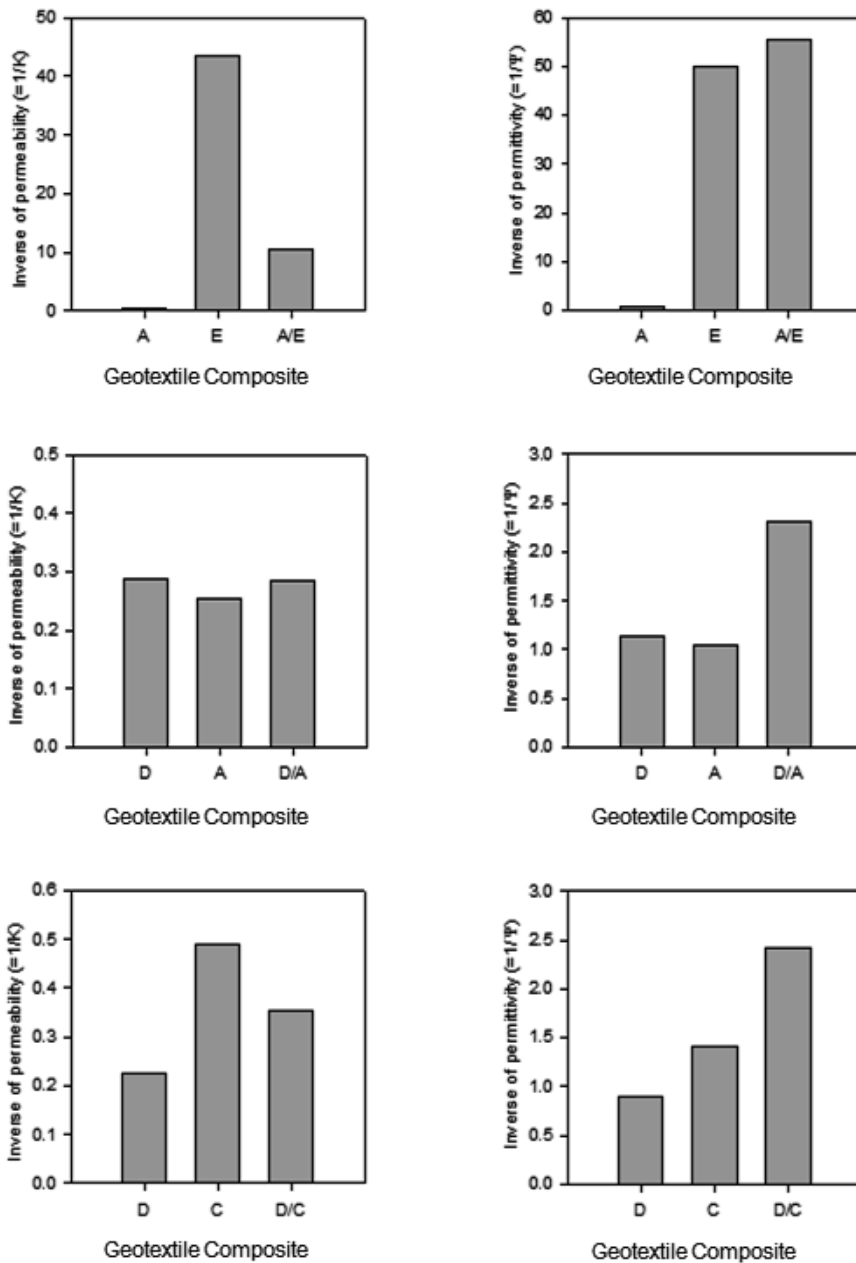 Inverse of permeability (=1/K)
50
40
30
20
10
0
A E A/E
Geotextile Composite
Inverse of permittivity (=1/Ψ)
60
50
40
30
20
10
0
A E A/E
Geotextile Composite
Inverse of permeability (=1/K)
0.5
0.4
0.3
0.2
0.1
0.0
D A D/A
Geotextile Composite
Inverse of permittivity (=1/Ψ)
3.0
2.5
2.0
1.5
1.0
0.5
0.0
D A D/A
Geotextile Composite
Inverse of permeability (=1/K)
0.6
0.5
0.4
0.3
0.2
0.1
0.0
D C D/C
Geotextile Composite
Inverse of permittivity (=1/Ψ)
3.0
2.5
2.0
1.5
1.0
0.5
0.0
D C D/C
Geotextile Composite